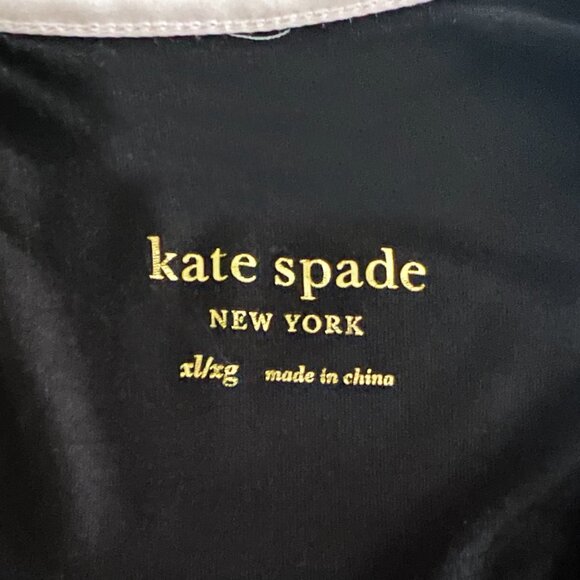 kate spade
NEW YORK
xl/xg made in china